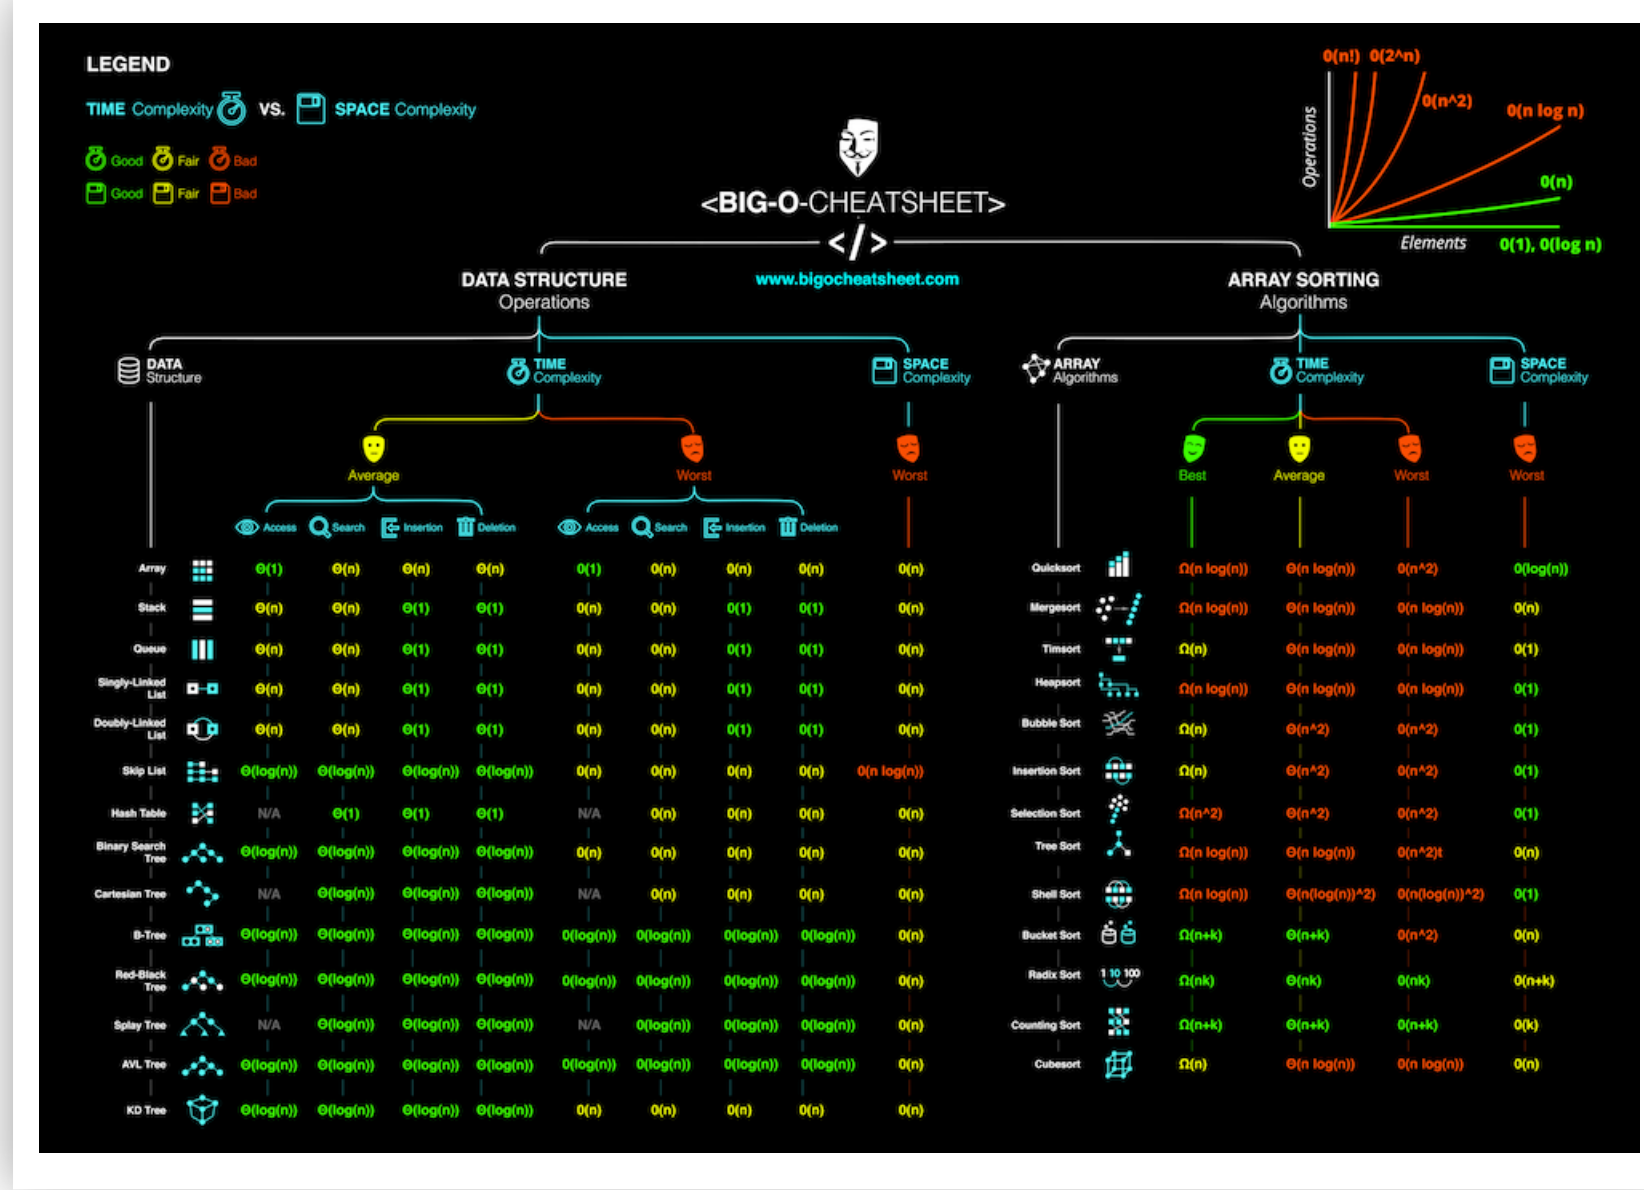 LEGEND
TIME Complexity VS. SPACE Complexity
Good Fair Bad
Good Fair Bad
O(n!) O(2^n)
O(n^2)
O(n log n)
O(n)
O(1), O(log n)
Operations
Elements
<BIG-O-CHEATSHEET>
</>
www.bigocheatsheet.com
DATA STRUCTURE
Operations
ARRAY SORTING
Algorithms
DATA
Structure
TIME
Complexity
SPACE
Complexity
ARRAY
Algorithms
TIME
Complexity
SPACE
Complexity
Average Worst Worst Best Average Worst Worst
Access Search Insertion Deletion Access Search Insertion Deletion
Array Θ(1) Θ(n) Θ(n) Θ(n) O(1) O(n) O(n) O(n) O(n)
Stack Θ(n) Θ(n) Θ(1) Θ(1) O(n) O(n) O(1) O(1) O(n)
Queue Θ(n) Θ(n) Θ(1) Θ(1) O(n) O(n) O(1) O(1) O(n)
Singly-Linked
List Θ(n) Θ(n) Θ(1) Θ(1) O(n) O(n) O(1) O(1) O(n)
Doubly-Linked
List Θ(n) Θ(n) Θ(1) Θ(1) O(n) O(n) O(1) O(1) O(n)
Skip List Θ(log(n)) Θ(log(n)) Θ(log(n)) Θ(log(n)) O(n) O(n) O(n) O(n) O(n log(n))
Hash Table N/A Θ(1) Θ(1) Θ(1) N/A O(n) O(n) O(n) O(n)
Binary Search
Tree Θ(log(n)) Θ(log(n)) Θ(log(n)) Θ(log(n)) O(n) O(n) O(n) O(n) O(n)
Cartesian Tree N/A Θ(log(n)) Θ(log(n)) Θ(log(n)) N/A O(n) O(n) O(n) O(n)
B-Tree Θ(log(n)) Θ(log(n)) Θ(log(n)) Θ(log(n)) O(log(n)) O(log(n)) O(log(n)) O(log(n)) O(n)
Red-Black
Tree Θ(log(n)) Θ(log(n)) Θ(log(n)) Θ(log(n)) O(log(n)) O(log(n)) O(log(n)) O(log(n)) O(n)
Splay Tree N/A Θ(log(n)) Θ(log(n)) Θ(log(n)) N/A O(log(n)) O(log(n)) O(log(n)) O(n)
AVL Tree Θ(log(n)) Θ(log(n)) Θ(log(n)) Θ(log(n)) O(log(n)) O(log(n)) O(log(n)) O(log(n)) O(n)
KD Tree Θ(log(n)) Θ(log(n)) Θ(log(n)) Θ(log(n)) O(n) O(n) O(n) O(n) O(n)
Quicksort Ω(n log(n)) Θ(n log(n)) O(n^2) O(log(n))
Mergesort Ω(n log(n)) Θ(n log(n)) O(n log(n)) O(n)
Timsort Ω(n) Θ(n log(n)) O(n log(n)) O(1)
Heapsort Ω(n log(n)) Θ(n log(n)) O(n log(n)) O(1)
Bubble Sort Ω(n) Θ(n^2) O(n^2) O(1)
Insertion Sort Ω(n) Θ(n^2) O(n^2) O(1)
Selection Sort Ω(n^2) Θ(n^2) O(n^2) O(1)
Tree Sort Ω(n log(n)) Θ(n log(n)) O(n^2)t O(n)
Shell Sort Ω(n log(n)) Θ(n(log(n))^2) O(n(log(n))^2) O(1)
Bucket Sort Ω(n+k) Θ(n+k) O(n^2) O(n)
Radix Sort 1 10 100 Ω(nk) Θ(nk) O(nk) O(n+k)
Counting Sort Ω(n+k) Θ(n+k) O(n+k) O(k)
Cubesort Ω(n) Θ(n log(n)) O(n log(n)) O(n)